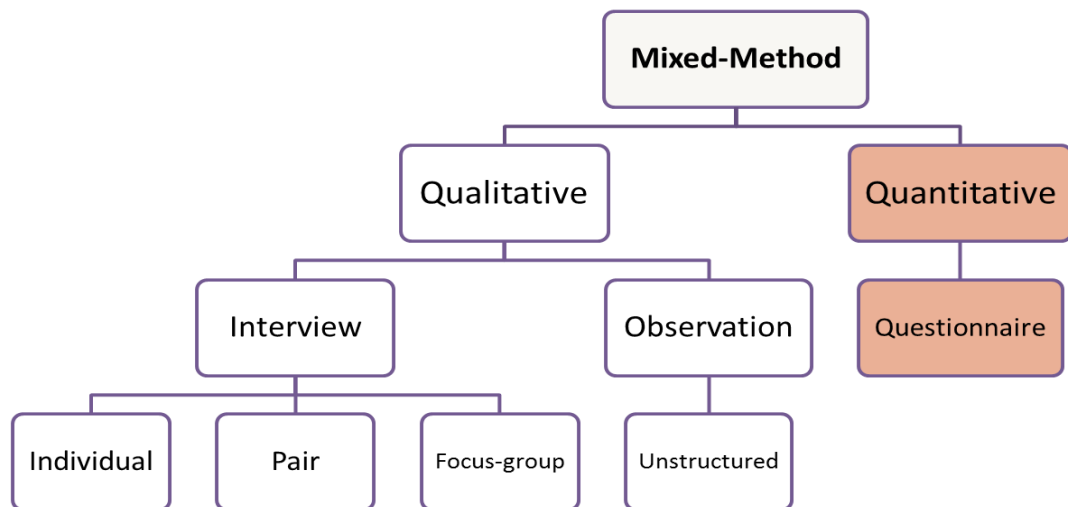 Mixed-Method
Qualitative
Quantitative
Interview
Observation
Questionnaire
Individual
Pair
Focus-group
Unstructured